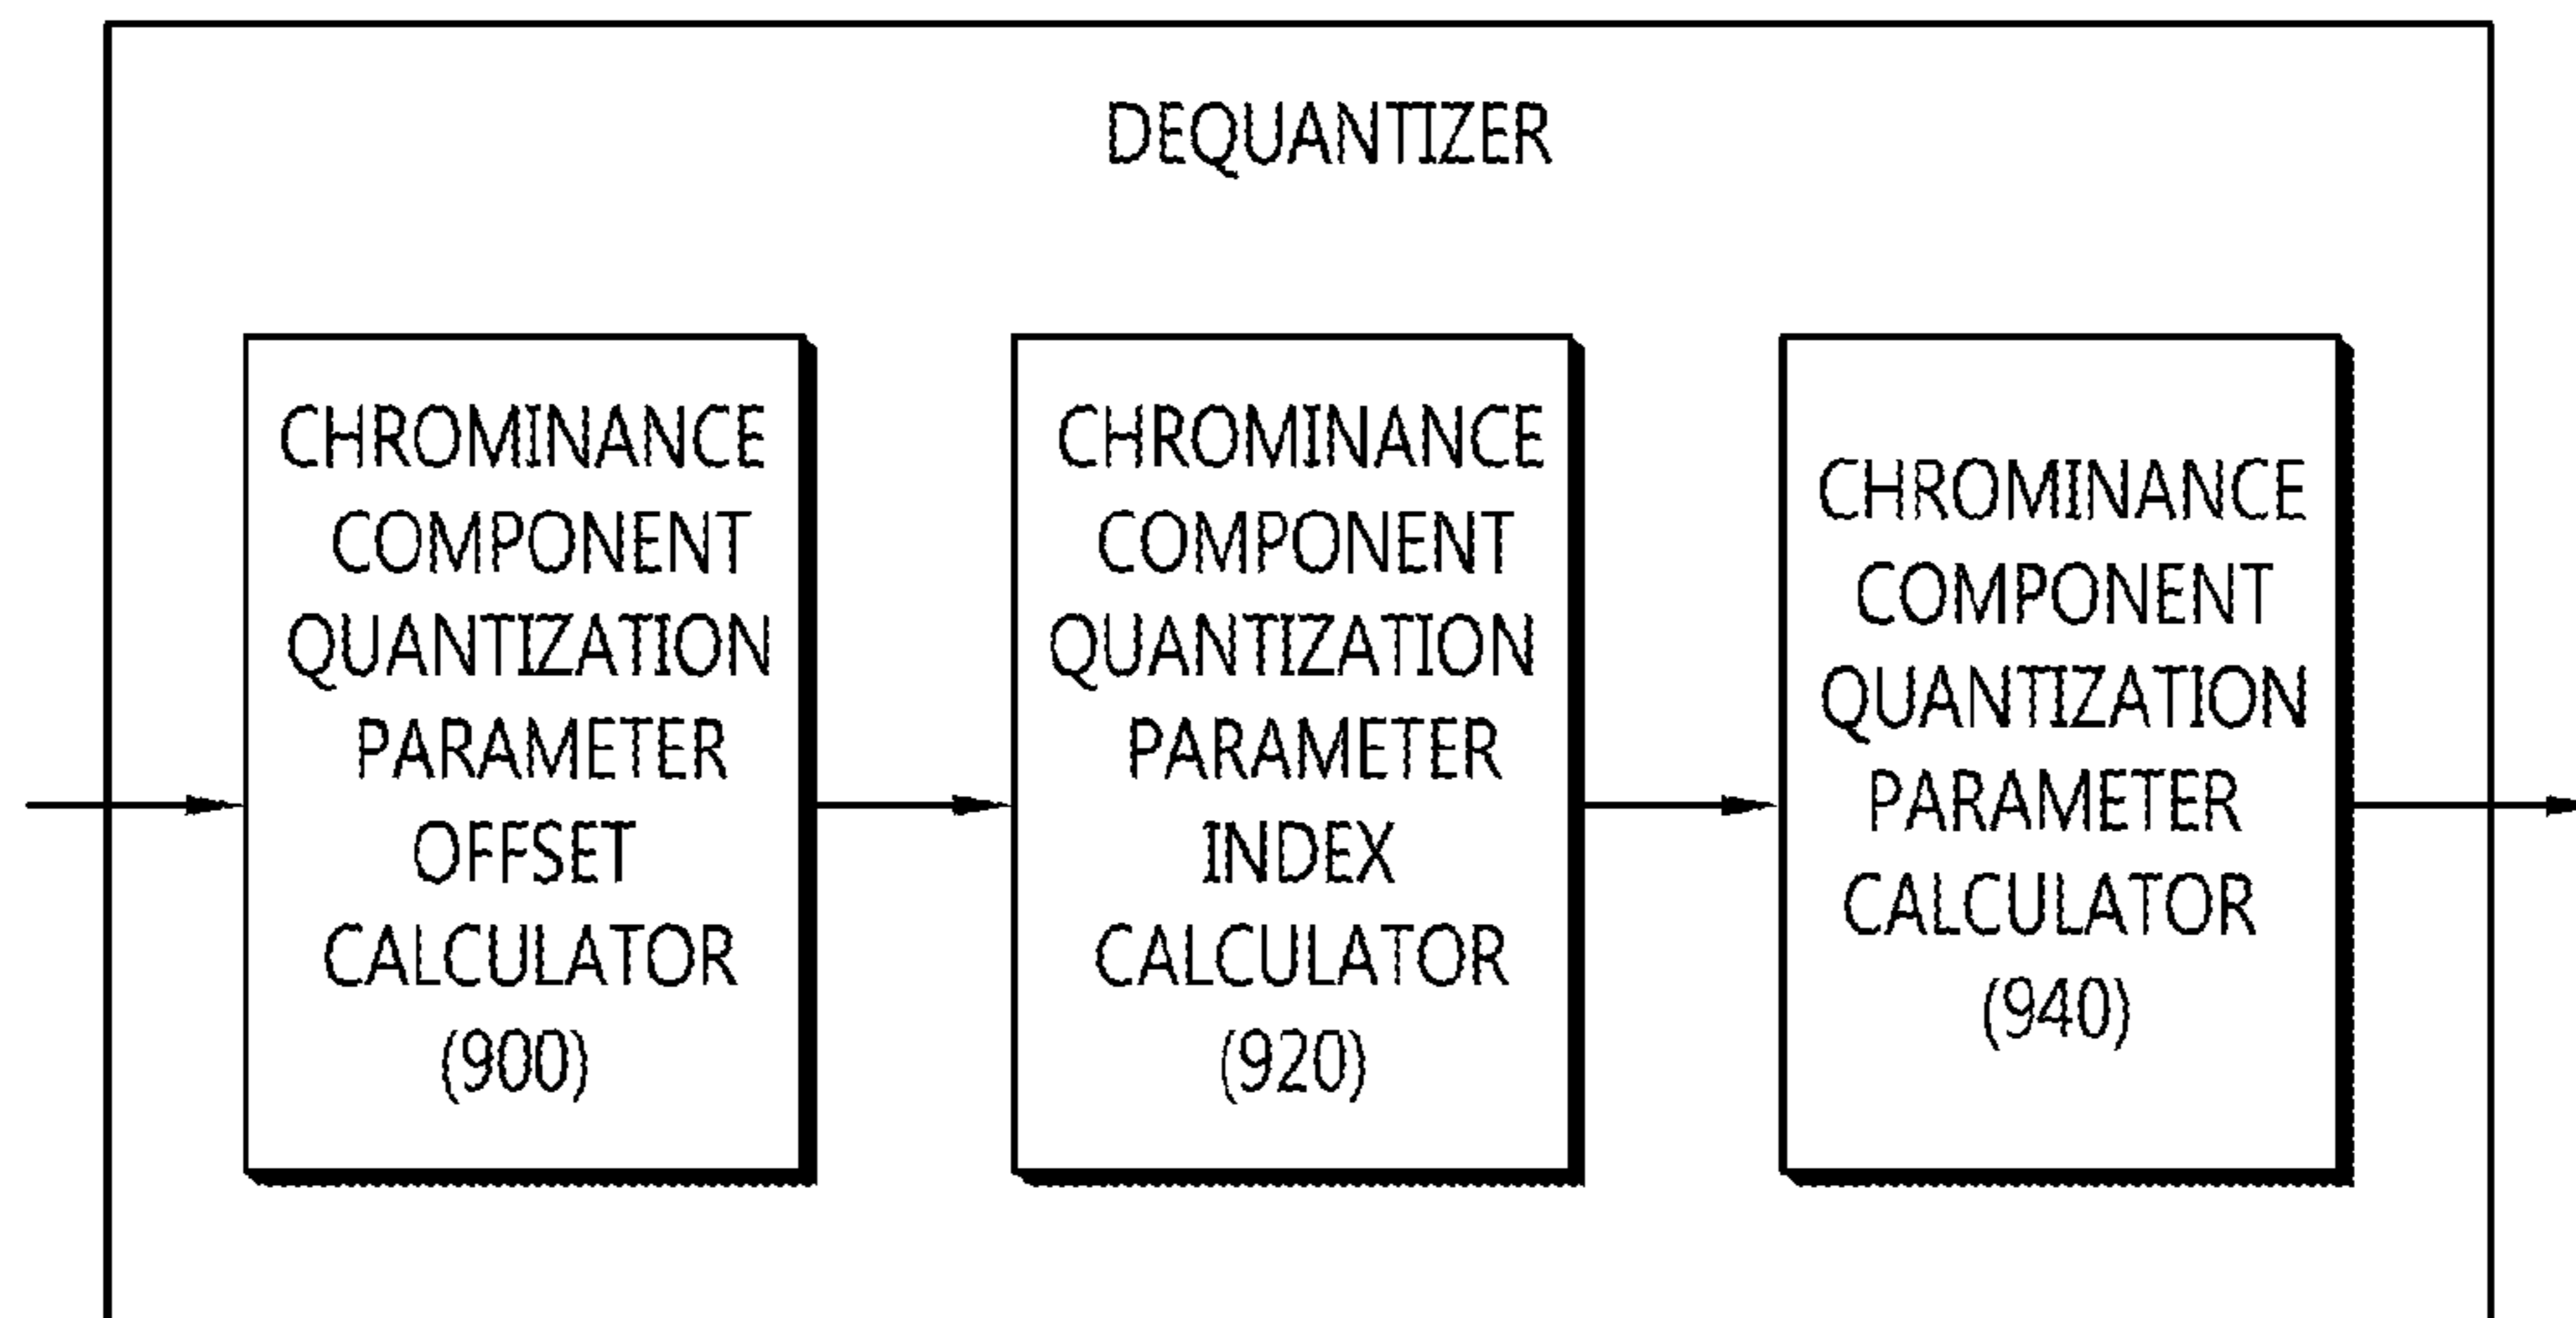 DEQUANTIZER
CHROMINANCE
COMPONENT
QUANTIZATION
PARAMETER
OFFSET
CALCULATOR
(900)
CHROMINANCE
COMPONENT
QUANTIZATION
PARAMETER
INDEX
CALCULATOR
(920)
CHROMINANCE
COMPONENT
QUANTIZATION
PARAMETER
CALCULATOR
(940)